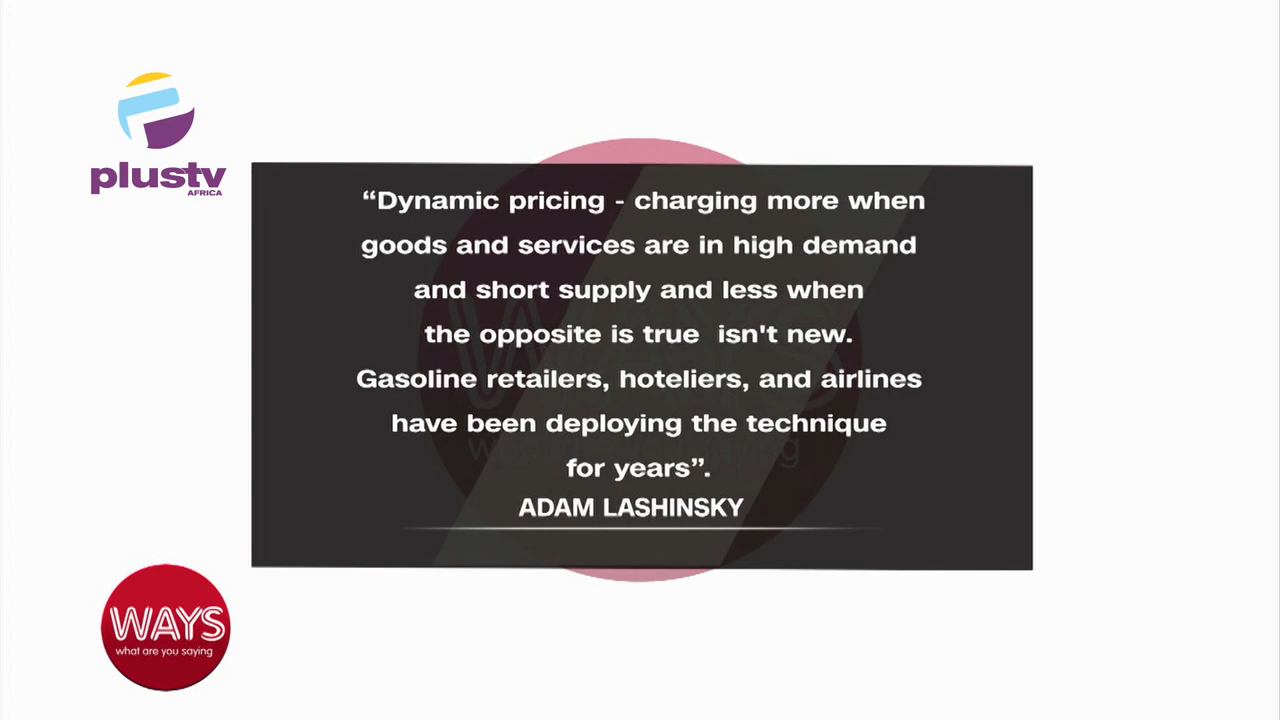 plustv
AFRICA
“Dynamic pricing - charging more when
goods and services are in high demand
and short supply and less when
the opposite is true  isn't new.
Gasoline retailers, hoteliers, and airlines
have been deploying the technique
for years”.
ADAM LASHINSKY
WAYS
what are you saying